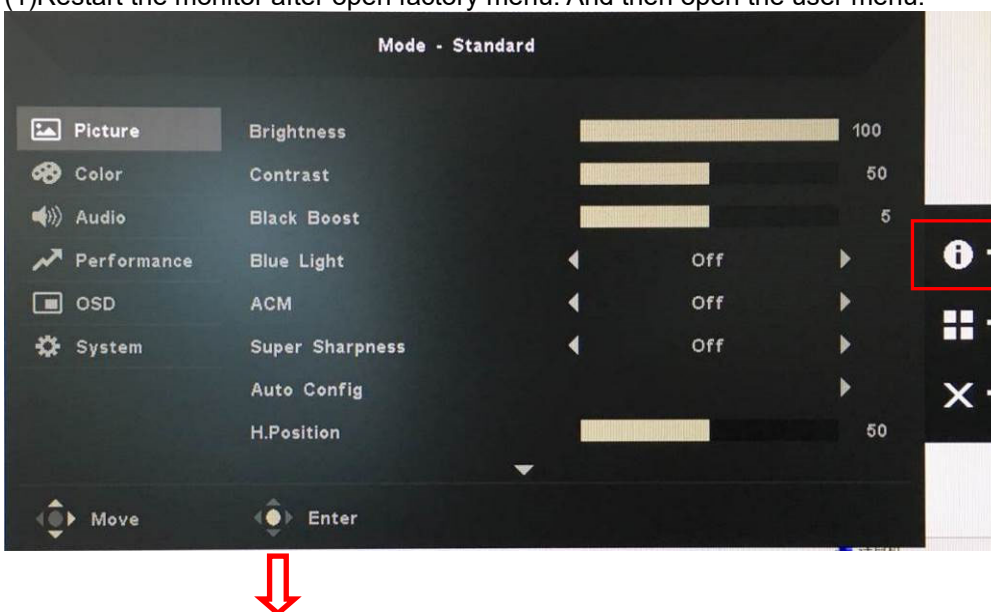 (1)Restart the monitor after open factory menu. And then open the user menu.
Mode - Standard
Picture Brightness 100
Color Contrast 50
Audio Black Boost 5
Performance Blue Light Off
OSD ACM Off
System Super Sharpness Off
Auto Config
H.Position 50
Move Enter